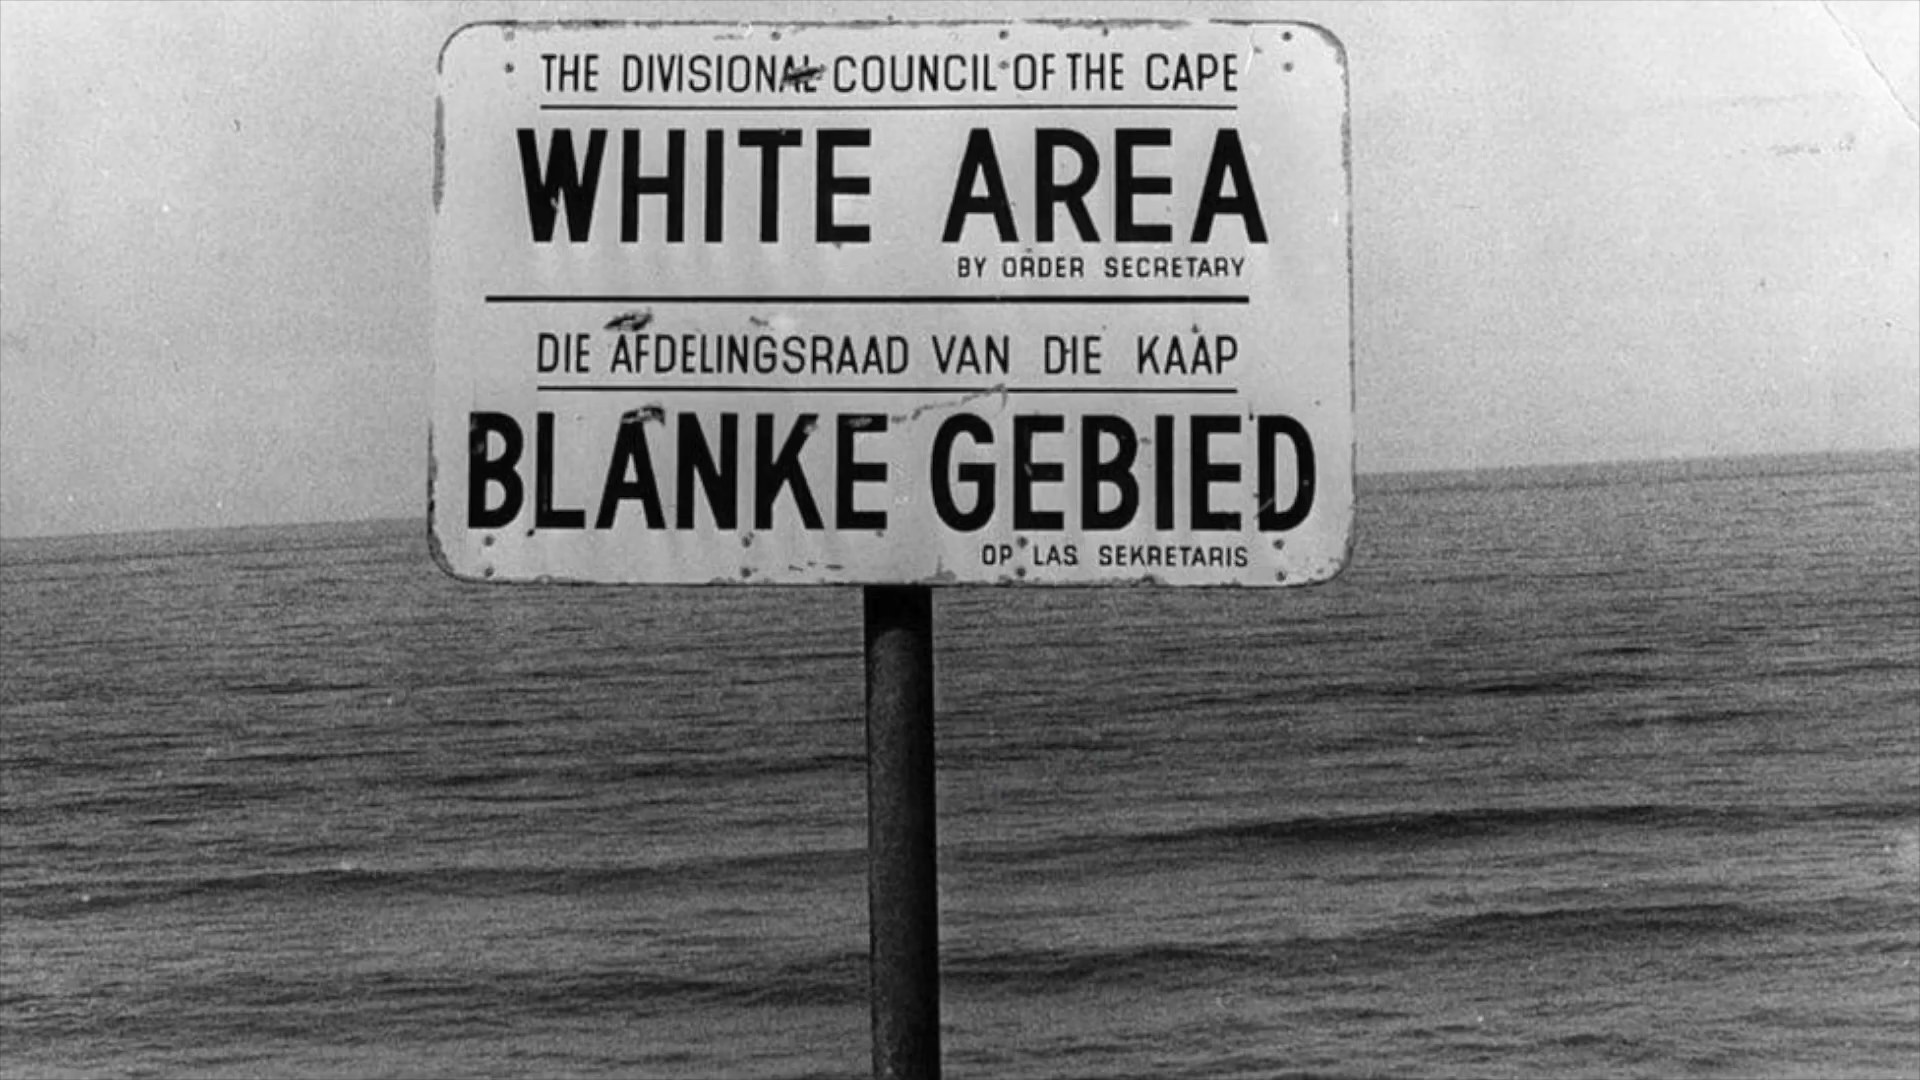 THE DIVISIONAL COUNCIL OF THE CAPE
WHITE AREA
BY ORDER SECRETARY
DIE AFDELINGSRAAD VAN DIE KAAP
BLANKE GEBIED
OP LAS SEKRETARIS